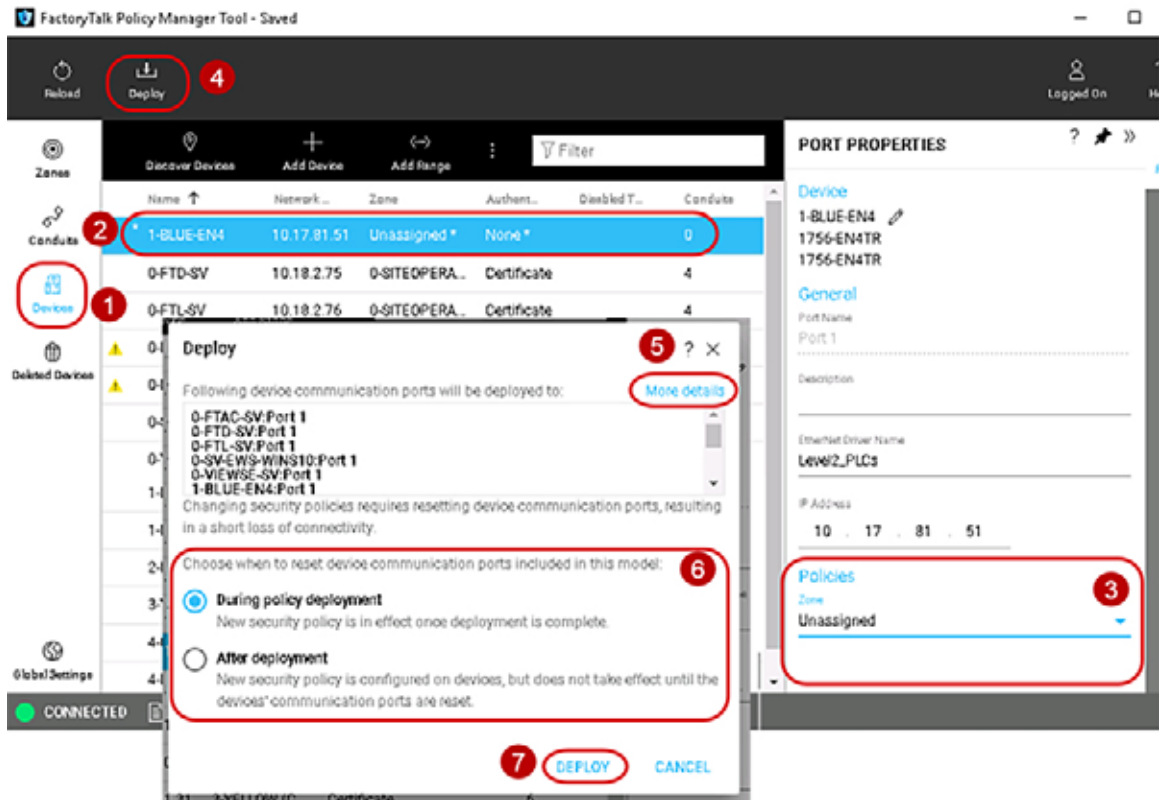 FactoryTalk Policy Manager Tool - Saved
Reload
Deploy
4
Logged On
Zones
Conduits
1
Devices
Deleted Devices
Global Settings
Discover Devices
Add Device
Add Range
Filter
Name Network... Zone Authent... Disabled T... Conduits
2
* 1-BLUE-EN4 10.17.81.51 Unassigned * None * 0
0-FTD-SV 10.18.2.75 0-SITEOPERA... Certificate 4
0-FTL-SV 10.18.2.76 0-SITEOPERA... Certificate 4
Deploy
5
?
Following device communication ports will be deployed to:
More details
0-FTAC-SV:Port 1
0-FTD-SV:Port 1
0-FTL-SV:Port 1
0-SV-EWS-WINS10:Port 1
0-VIEWSE-SV:Port 1
1-BLUE-EN4:Port 1
Changing security policies requires resetting device communication ports, resulting
in a short loss of connectivity.
Choose when to reset device communication ports included in this model:
6
During policy deployment
New security policy is in effect once deployment is complete.
After deployment
New security policy is configured on devices, but does not take effect until the
devices' communication ports are reset.
7
DEPLOY
CANCEL
PORT PROPERTIES
?
Device
1-BLUE-EN4
1756-EN4TR
1756-EN4TR
General
Port Name
Port 1
Description
EtherNet Driver Name
Level2_PLCs
IP Address
10 . 17 . 81 . 51
Policies
3
Zone
Unassigned
CONNECTED